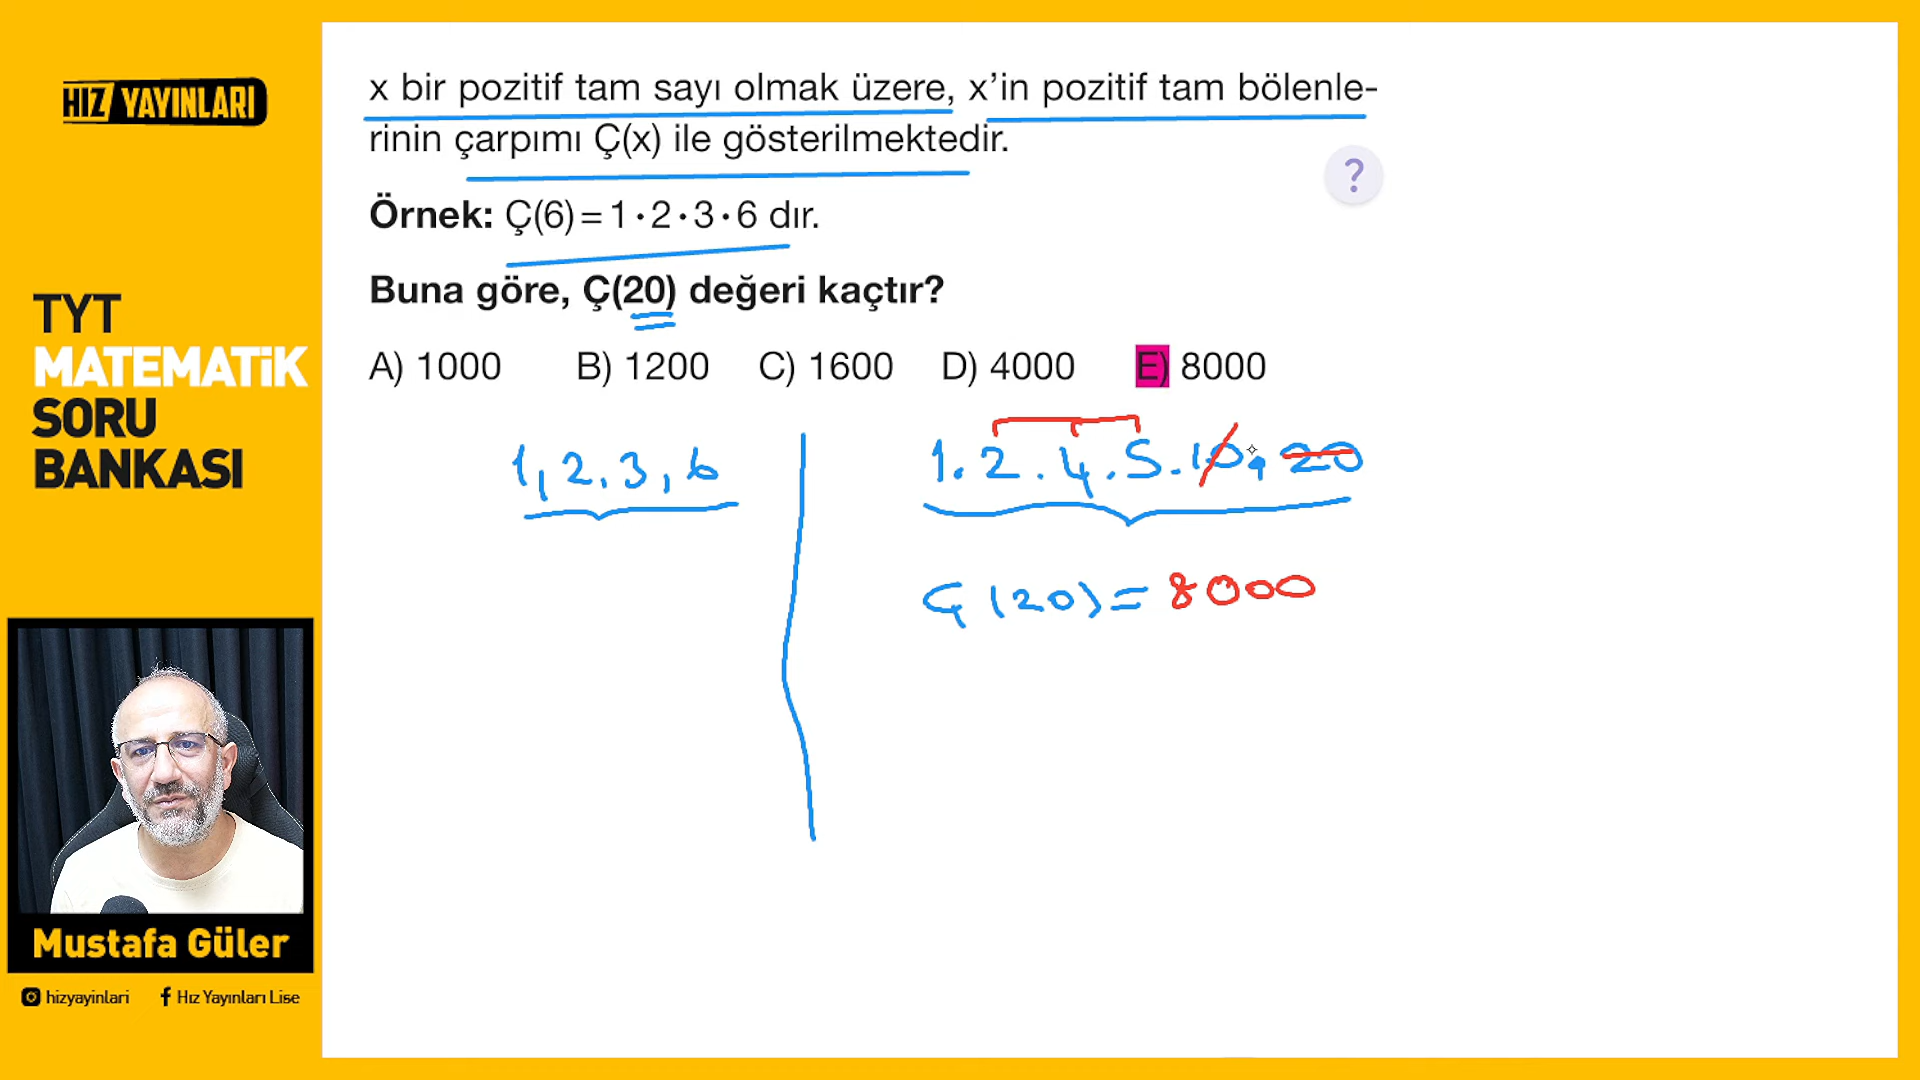 HIZ YAYINLARI
TYT
MATEMATİK
SORU
BANKASI
x bir pozitif tam sayı olmak üzere, x'in pozitif tam bölenle-
rinin çarpımı Ç(x) ile gösterilmektedir.
?
Örnek: Ç(6) = 1 · 2 · 3 · 6 dır.
Buna göre, Ç(20) değeri kaçtır?
A) 1000 B) 1200 C) 1600 D) 4000 E) 8000
1, 2, 3, 6
1 . 2 . 4 . 5 . 10 . 20
Ç(20) = 8000
Mustafa Güler
hizyayinlari Hız Yayınları Lise